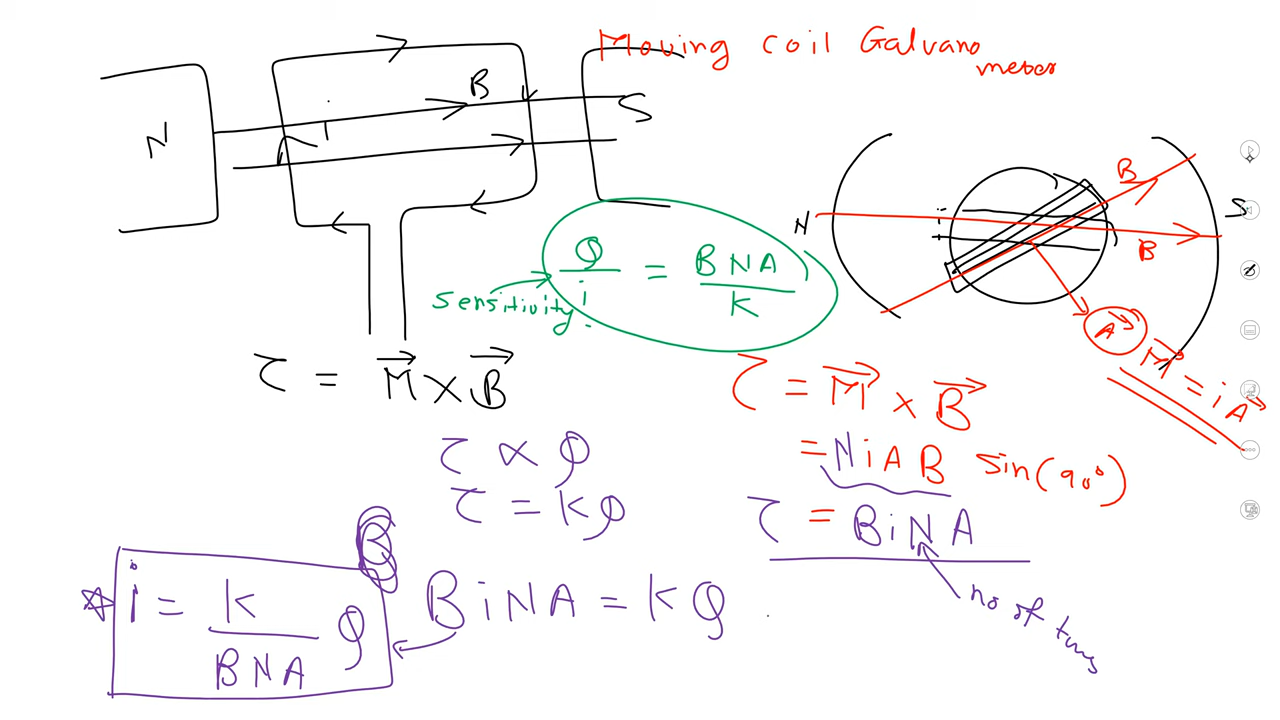 Moving coil Galvano
meter
N
i
B
S
N
i
B
B
S
A⃗
M⃗ = iA⃗
φ/i = BNA/K
Sensitivity
τ = M⃗ × B⃗
τ = M⃗ × B⃗
= NiAB sin(90°)
τ = BiNA
no of turns
τ ∝ φ
τ = kφ
BiNA = kφ
i = K/BNA φ